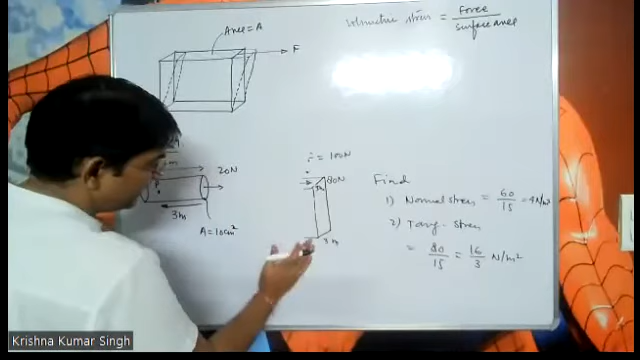 Area = A
Volumetric stress = Force / surface area
F
20N
3m
A = 10cm²
F = 100N
80N
3m
Find
1) Normal stress = 60/15 = 4 N/m²
2) Tang. stress
= 80/15 = 16/3 N/m²
Krishna Kumar Singh